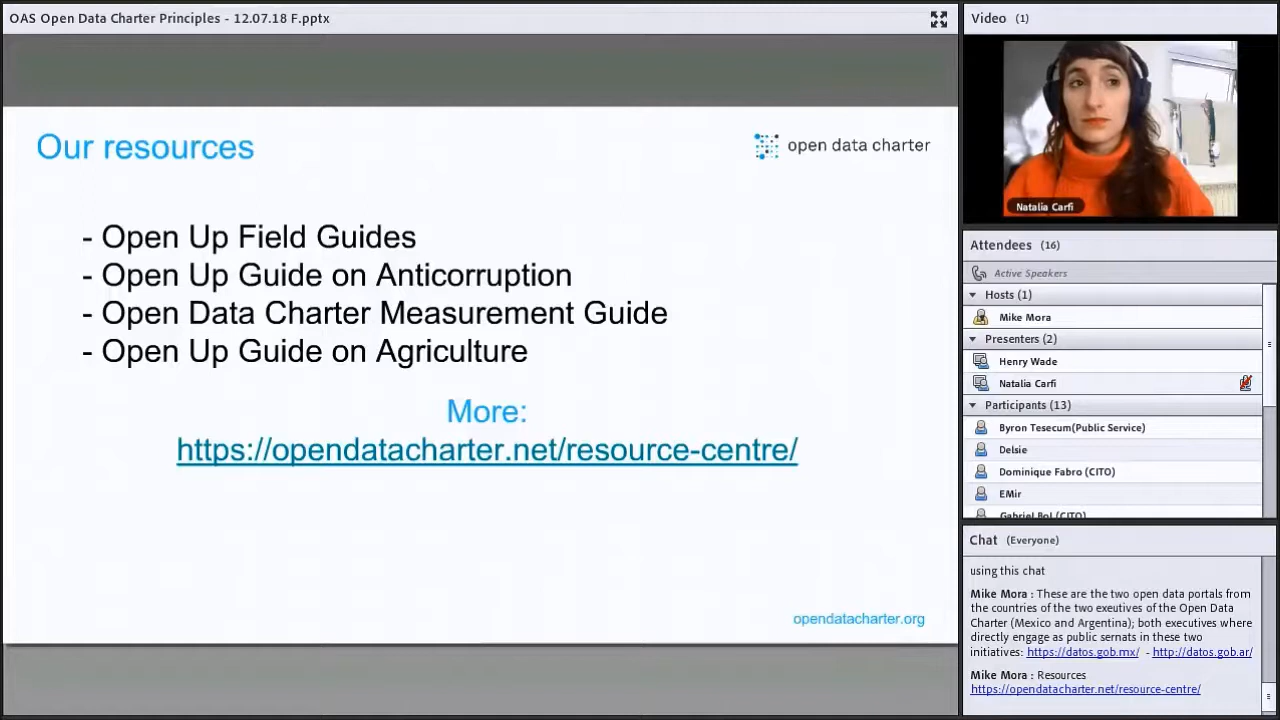 OAS Open Data Charter Principles - 12.07.18 F.pptx
Our resources
open data charter
- Open Up Field Guides
- Open Up Guide on Anticorruption
- Open Data Charter Measurement Guide
- Open Up Guide on Agriculture
More:
https://opendatacharter.net/resource-centre/
opendatacharter.org
Video (1)
Natalia Carfi
Attendees (16)
Active Speakers
Hosts (1)
Mike Mora
Presenters (2)
Henry Wade
Natalia Carfi
Participants (13)
Byron Tesecum(Public Service)
Delsie
Dominique Fabro (CITO)
EMir
Gabriel Bol (CITO)
Chat (Everyone)
using this chat
Mike Mora : These are the two open data portals from
the countries of the two exeutives of the Open Data
Charter (Mexico and Argentina); both executives where
directly engage as public sernats in these two
initiatives: https://datos.gob.mx/ - http://datos.gob.ar/
Mike Mora : Resources
https://opendatacharter.net/resource-centre/